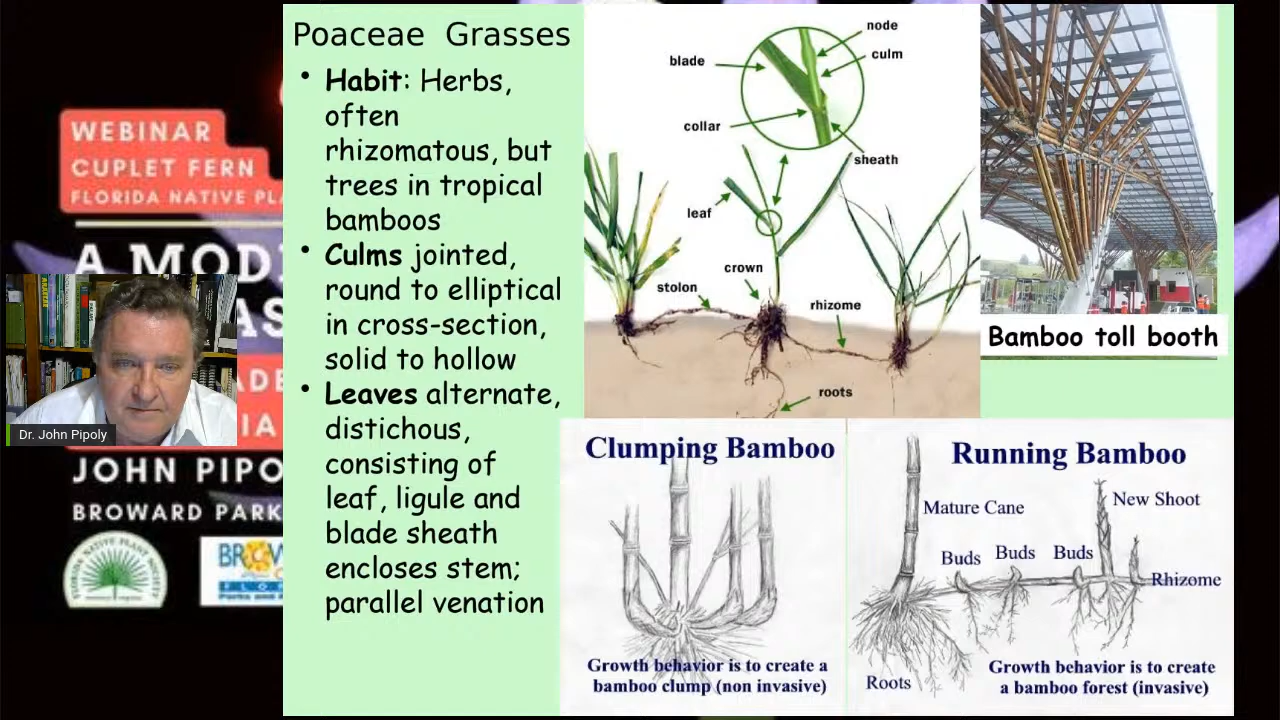 Poaceae Grasses
• Habit: Herbs,
often
rhizomatous, but
trees in tropical
bamboos
• Culms jointed,
round to elliptical
in cross-section,
solid to hollow
• Leaves alternate,
distichous,
consisting of
leaf, ligule and
blade sheath
encloses stem;
parallel venation
node
culm
blade
collar
sheath
leaf
crown
stolon
rhizome
roots
Bamboo toll booth
Clumping Bamboo
Growth behavior is to create a
bamboo clump (non invasive)
Running Bamboo
Mature Cane
New Shoot
Buds
Buds
Buds
Rhizome
Roots
Growth behavior is to create
a bamboo forest (invasive)
WEBINAR
CUPLET FERN
FLORIDA NATIVE
A
Dr. John Pipoly
JOHN
BROWARD PARK